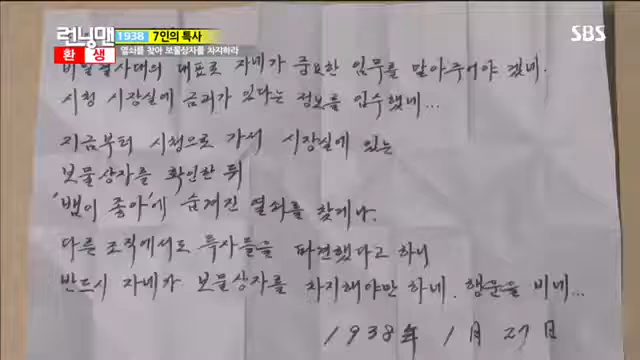 런닝맨
환생
1938 7인의 특사
열쇠를 찾아 보물상자를 차지하라
SBS
비밀결사대의 대표로 자네가 중요한 임무를 맡아주어야 겠네.
시청 시장실에 금괴가 있다는 정보를 입수했네...
지금부터 시청으로 가서 시장실에 있는
보물상자를 확인한 뒤
'뱀이 좋아'에 숨겨진 열쇠를 찾게나.
다른 조직에서도 특사들을 파견했다고 하니
반드시 자네가 보물상자를 차지해야만 하네. 행운을 비네...
1938年 1月 27日